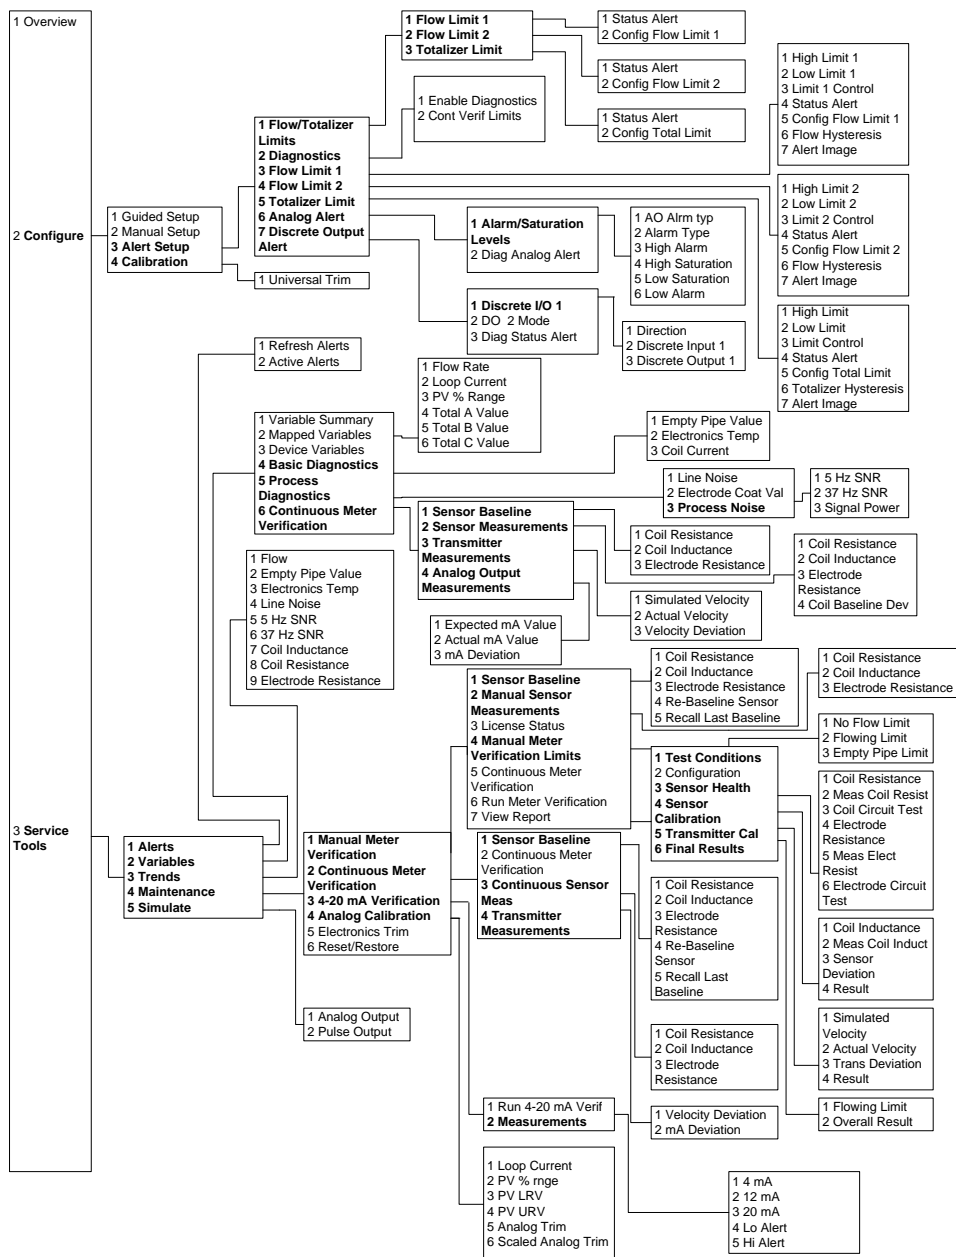 1 Overview
2 Configure
3 Service
Tools
1 Guided Setup
2 Manual Setup
3 Alert Setup
4 Calibration
1 Flow/Totalizer
Limits
2 Diagnostics
3 Flow Limit 1
4 Flow Limit 2
5 Totalizer Limit
6 Analog Alert
7 Discrete Output
Alert
1 Universal Trim
1 Flow Limit 1
2 Flow Limit 2
3 Totalizer Limit
1 Status Alert
2 Config Flow Limit 1
1 Status Alert
2 Config Flow Limit 2
1 Status Alert
2 Config Total Limit
1 Enable Diagnostics
2 Cont Verif Limits
1 High Limit 1
2 Low Limit 1
3 Limit 1 Control
4 Status Alert
5 Config Flow Limit 1
6 Flow Hysteresis
7 Alert Image
1 High Limit 2
2 Low Limit 2
3 Limit 2 Control
4 Status Alert
5 Config Flow Limit 2
6 Flow Hysteresis
7 Alert Image
1 High Limit
2 Low Limit
3 Limit Control
4 Status Alert
5 Config Total Limit
6 Totalizer Hysteresis
7 Alert Image
1 Alarm/Saturation
Levels
2 Diag Analog Alert
1 AO Alrm typ
2 Alarm Type
3 High Alarm
4 High Saturation
5 Low Saturation
6 Low Alarm
1 Discrete I/O 1
2 DO  2 Mode
3 Diag Status Alert
1 Direction
2 Discrete Input 1
3 Discrete Output 1
1 Refresh Alerts
2 Active Alerts
1 Flow Rate
2 Loop Current
3 PV % Range
4 Total A Value
5 Total B Value
6 Total C Value
1 Variable Summary
2 Mapped Variables
3 Device Variables
4 Basic Diagnostics
5 Process
Diagnostics
6 Continuous Meter
Verification
1 Empty Pipe Value
2 Electronics Temp
3 Coil Current
1 Line Noise
2 Electrode Coat Val
3 Process Noise
1 5 Hz SNR
2 37 Hz SNR
3 Signal Power
1 Sensor Baseline
2 Sensor Measurements
3 Transmitter
Measurements
4 Analog Output
Measurements
1 Coil Resistance
2 Coil Inductance
3 Electrode Resistance
1 Coil Resistance
2 Coil Inductance
3 Electrode
Resistance
4 Coil Baseline Dev
1 Simulated Velocity
2 Actual Velocity
3 Velocity Deviation
1 Expected mA Value
2 Actual mA Value
3 mA Deviation
1 Flow
2 Empty Pipe Value
3 Electronics Temp
4 Line Noise
5 5 Hz SNR
6 37 Hz SNR
7 Coil Inductance
8 Coil Resistance
9 Electrode Resistance
1 Alerts
2 Variables
3 Trends
4 Maintenance
5 Simulate
1 Analog Output
2 Pulse Output
1 Manual Meter
Verification
2 Continuous Meter
Verification
3 4-20 mA Verification
4 Analog Calibration
5 Electronics Trim
6 Reset/Restore
1 Sensor Baseline
2 Manual Sensor
Measurements
3 License Status
4 Manual Meter
Verification Limits
5 Continuous Meter
Verification
6 Run Meter Verification
7 View Report
1 Coil Resistance
2 Coil Inductance
3 Electrode Resistance
4 Re-Baseline Sensor
5 Recall Last Baseline
1 Coil Resistance
2 Coil Inductance
3 Electrode Resistance
1 No Flow Limit
2 Flowing Limit
3 Empty Pipe Limit
1 Test Conditions
2 Configuration
3 Sensor Health
4 Sensor
Calibration
5 Transmitter Cal
6 Final Results
1 Coil Resistance
2 Meas Coil Resist
3 Coil Circuit Test
4 Electrode
Resistance
5 Meas Elect
Resist
6 Electrode Circuit
Test
1 Coil Inductance
2 Meas Coil Induct
3 Sensor
Deviation
4 Result
1 Simulated
Velocity
2 Actual Velocity
3 Trans Deviation
4 Result
1 Flowing Limit
2 Overall Result
1 Sensor Baseline
2 Continuous Meter
Verification
3 Continuous Sensor
Meas
4 Transmitter
Measurements
1 Coil Resistance
2 Coil Inductance
3 Electrode
Resistance
4 Re-Baseline
Sensor
5 Recall Last
Baseline
1 Coil Resistance
2 Coil Inductance
3 Electrode
Resistance
1 Velocity Deviation
2 mA Deviation
1 Run 4-20 mA Verif
2 Measurements
1 4 mA
2 12 mA
3 20 mA
4 Lo Alert
5 Hi Alert
1 Loop Current
2 PV % rnge
3 PV LRV
4 PV URV
5 Analog Trim
6 Scaled Analog Trim